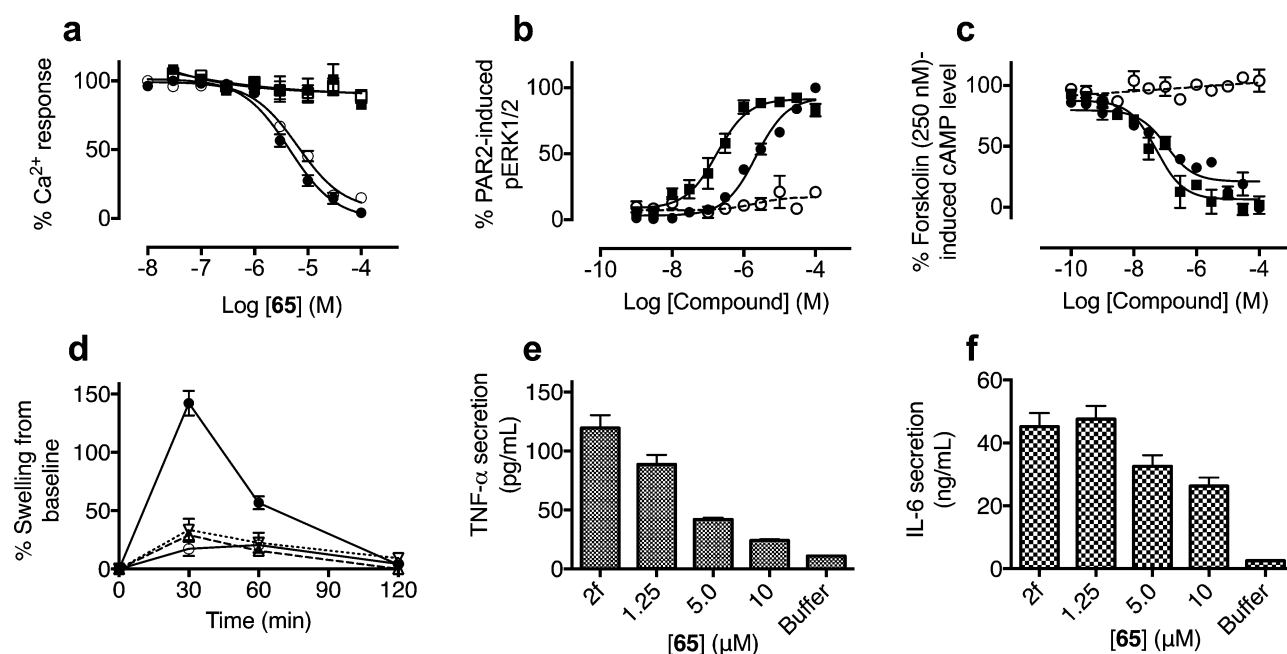 a
% Ca2+ response
100
50
0
-8 -7 -6 -5 -4
Log [65] (M)
b
% PAR2-induced
pERK1/2
100
50
0
-10 -8 -6 -4
Log [Compound] (M)
c
% Forskolin (250 nM)-
induced cAMP level
100
50
0
-10 -8 -6 -4
Log [Compound] (M)
d
% Swelling from
baseline
150
100
50
0
0 30 60 90 120
Time (min)
e
TNF-α secretion
(pg/mL)
150
100
50
0
2f 1.25 5.0 10 Buffer
[65] (μM)
f
IL-6 secretion
(ng/mL)
60
40
20
0
2f 1.25 5.0 10 Buffer
[65] (μM)